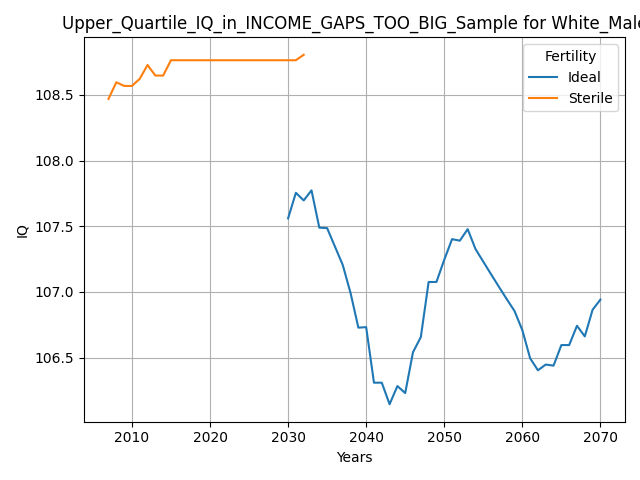 Upper_Quartile_IQ_in_INCOME_GAPS_TOO_BIG_Sample for White_Male
Fertility
Ideal
Sterile
108.5
108.0
107.5
107.0
106.5
IQ
2010 2020 2030 2040 2050 2060 2070
Years